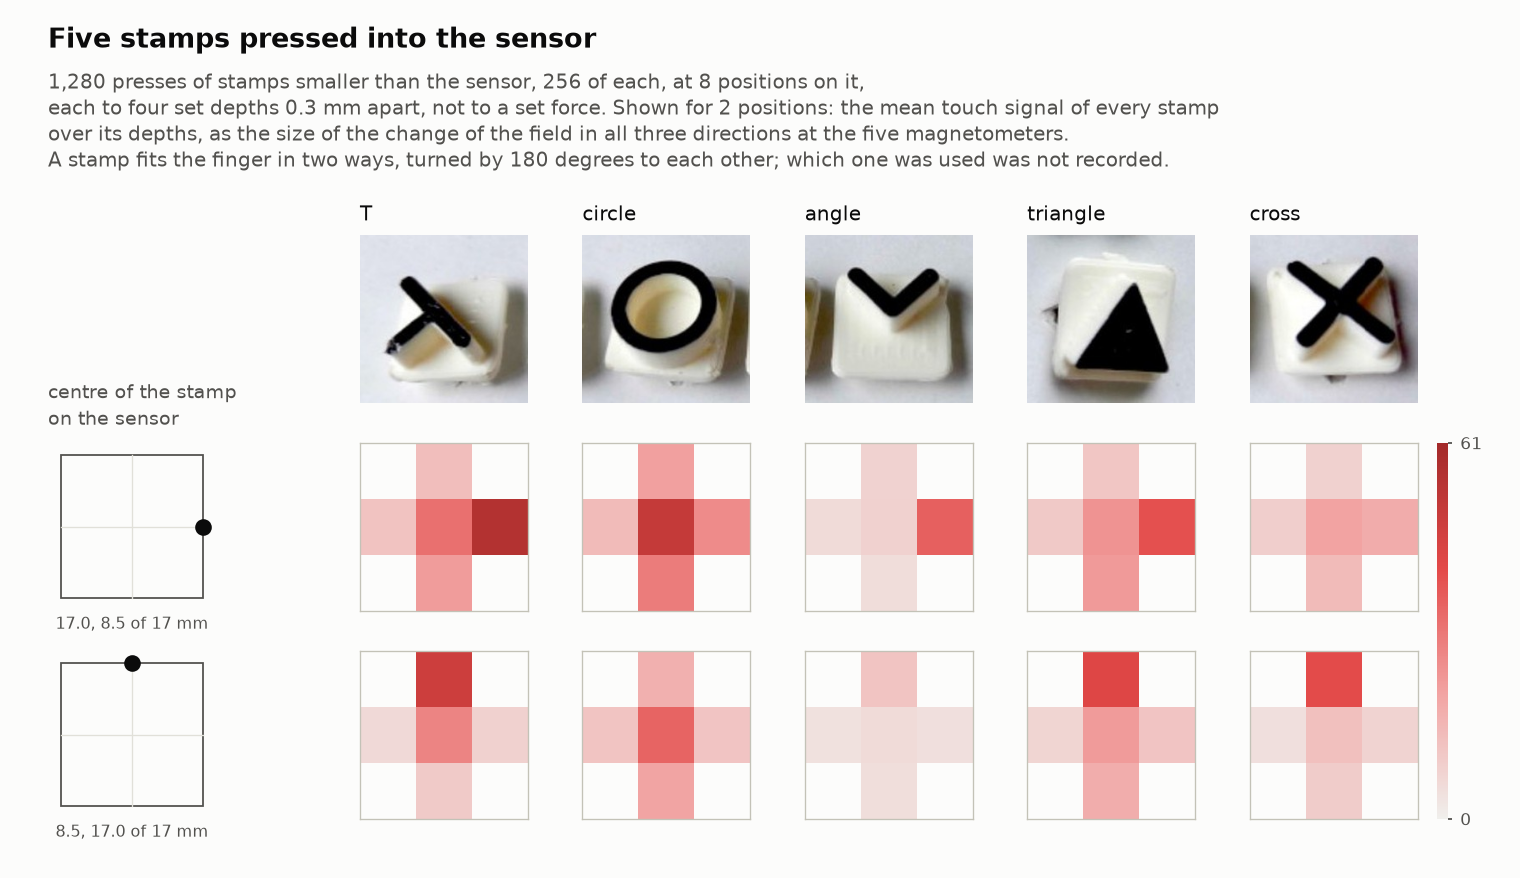 Five stamps pressed into the sensor
1,280 presses of stamps smaller than the sensor, 256 of each, at 8 positions on it,
each to four set depths 0.3 mm apart, not to a set force. Shown for 2 positions: the mean touch signal of every stamp
over its depths, as the size of the change of the field in all three directions at the five magnetometers.
A stamp fits the finger in two ways, turned by 180 degrees to each other; which one was used was not recorded.
T circle angle triangle cross
centre of the stamp
on the sensor
61
17.0, 8.5 of 17 mm
8.5, 17.0 of 17 mm
0